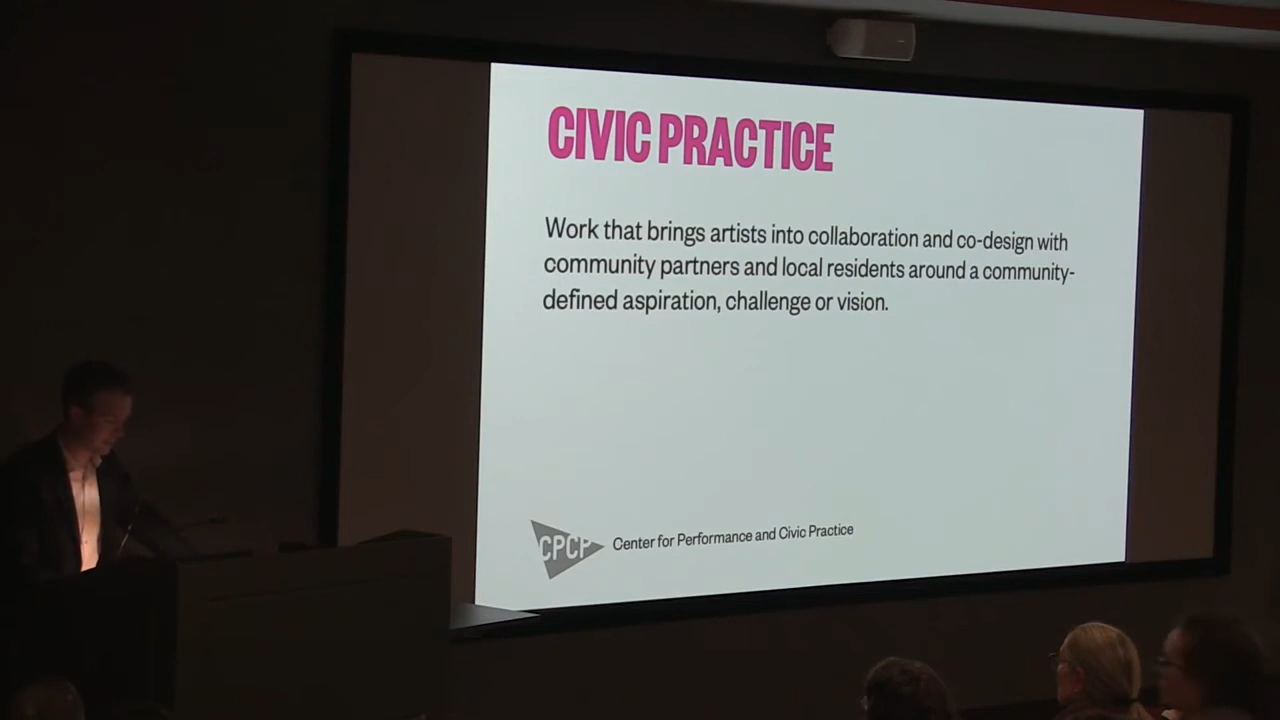 CIVIC PRACTICE
Work that brings artists into collaboration and co-design with
community partners and local residents around a community-
defined aspiration, challenge or vision.
CPCP
Center for Performance and Civic Practice